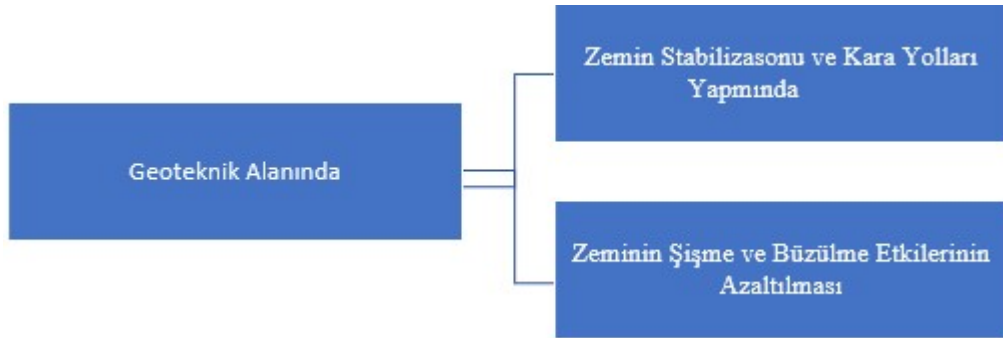 Geoteknik Alanında
Zemin Stabilizasonu ve Kara Yolları
Yapmında
Zeminin Şişme ve Büzülme Etkilerinin
Azaltılması